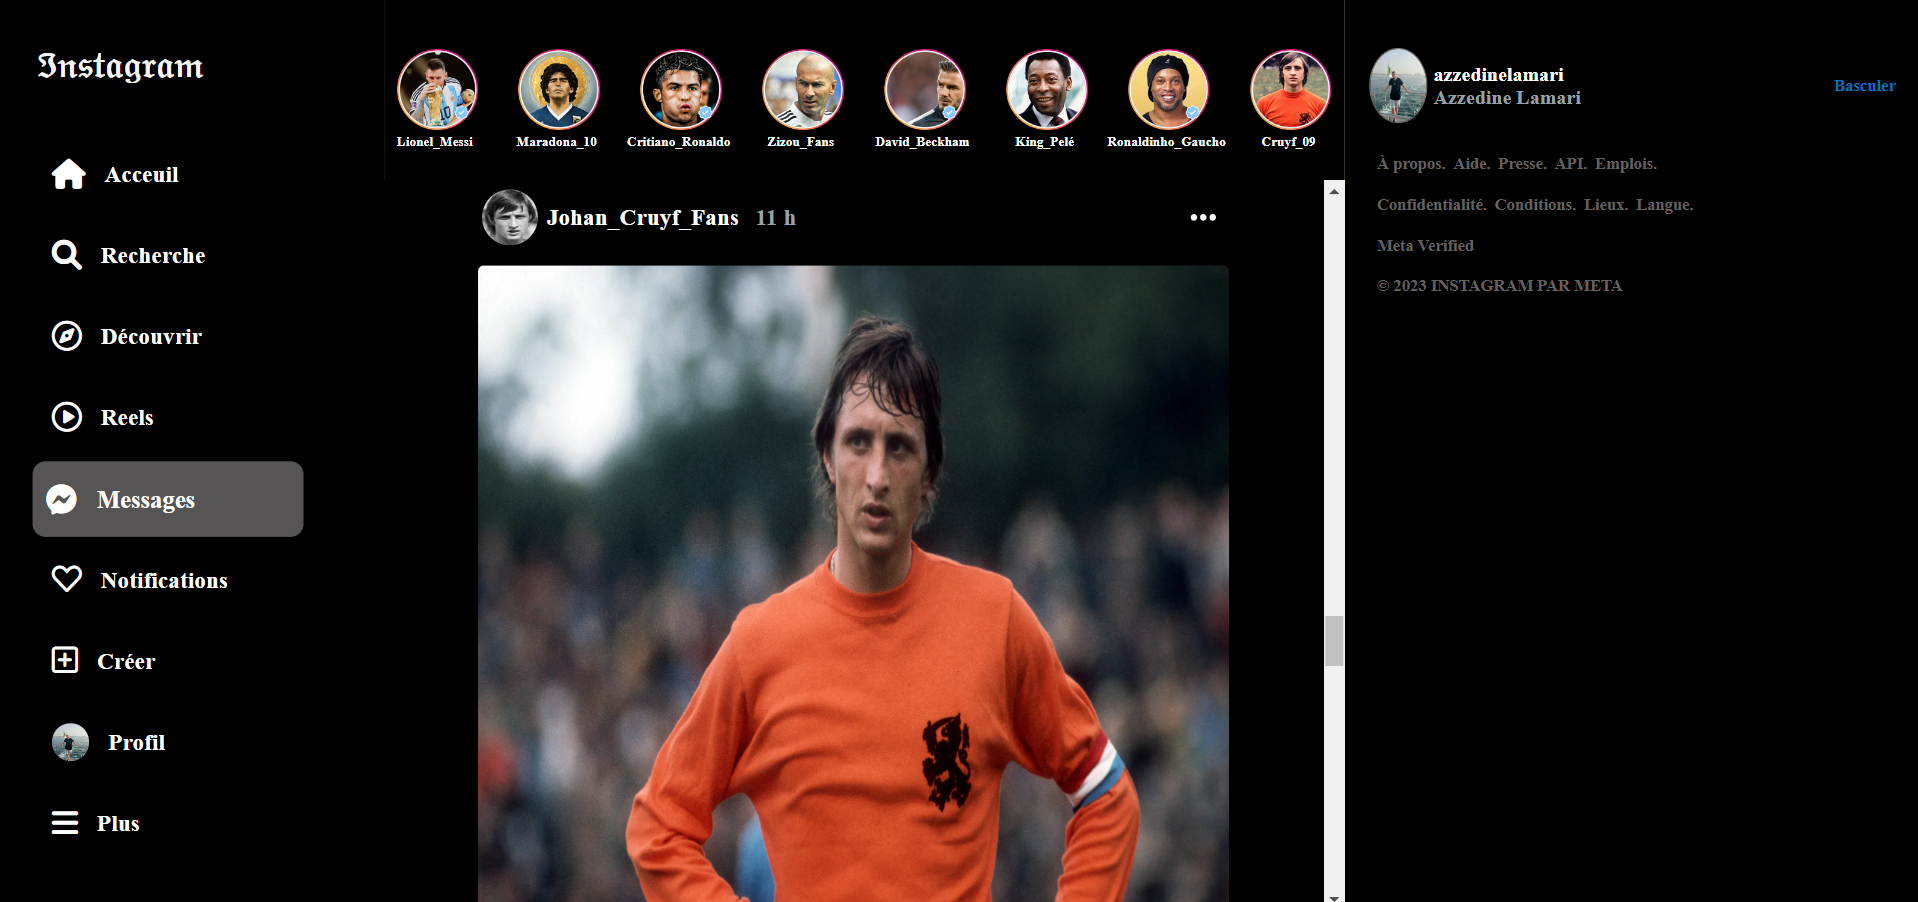 Instagram
Acceuil
Recherche
Découvrir
Reels
Messages
Notifications
Créer
Profil
Plus
Lionel_Messi
Maradona_10
Critiano_Ronaldo
Zizou_Fans
David_Beckham
King_Pelé
Ronaldinho_Gaucho
Cruyf_09
Johan_Cruyf_Fans 11 h
azzedinelamari
Azzedine Lamari
Basculer
À propos. Aide. Presse. API. Emplois.
Confidentialité. Conditions. Lieux. Langue.
Meta Verified
© 2023 INSTAGRAM PAR META